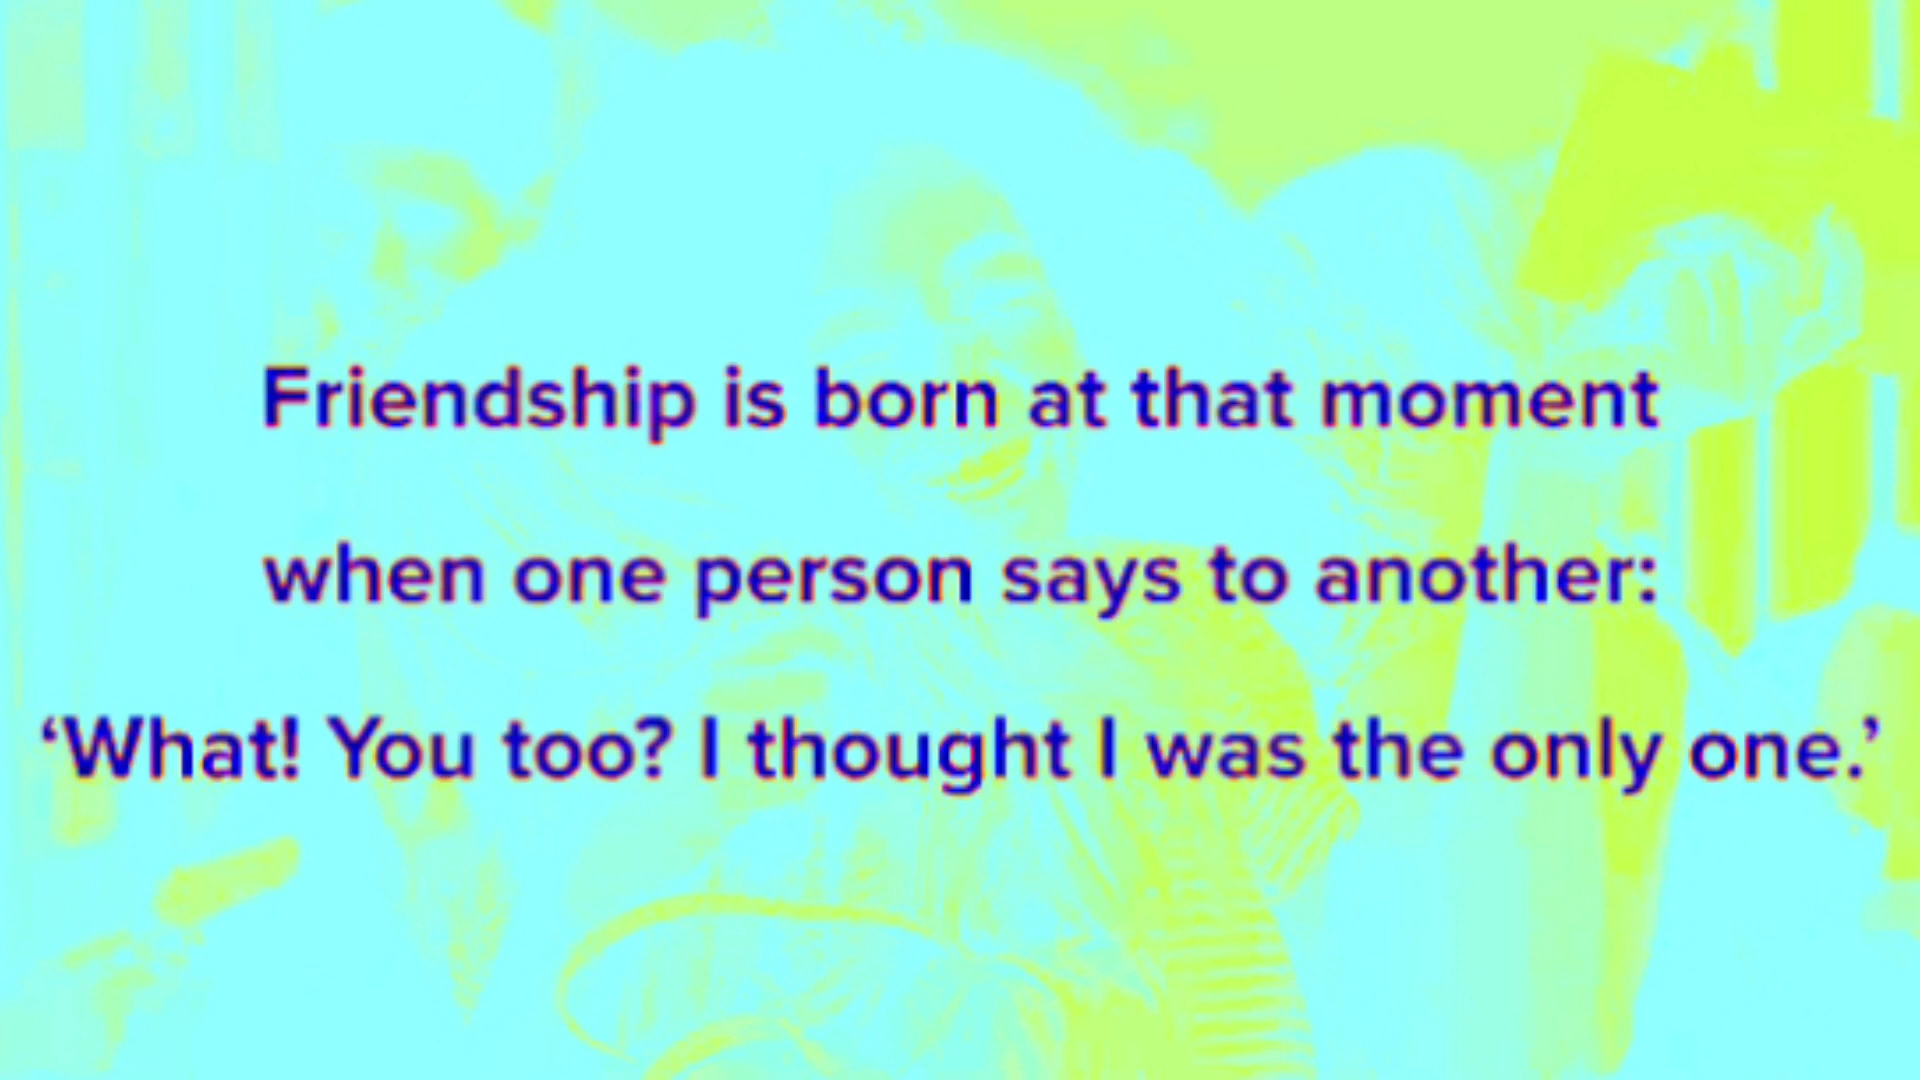 Friendship is born at that moment
when one person says to another:
‘What! You too? I thought I was the only one.’